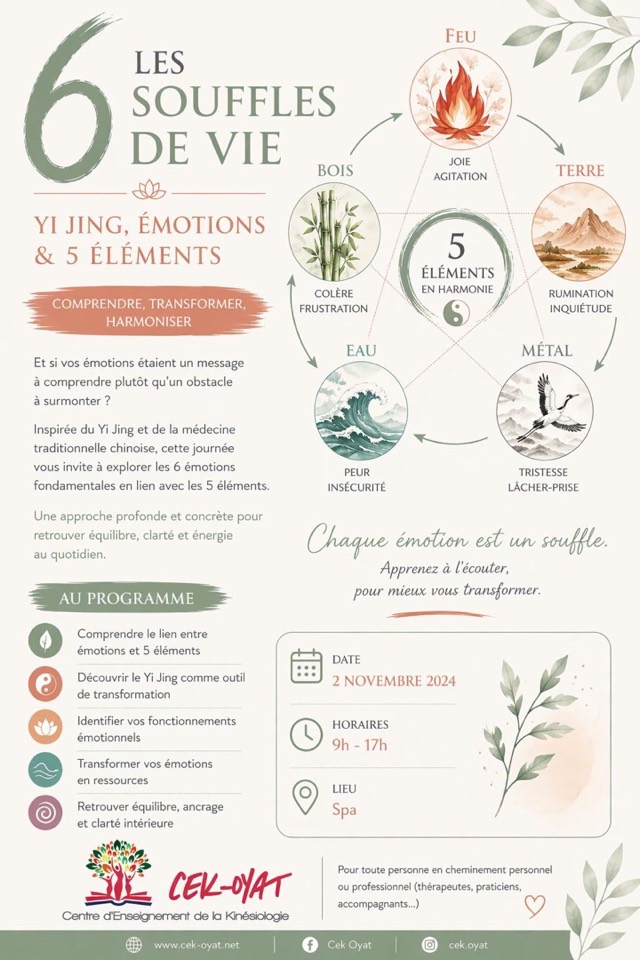 6
LES
SOUFFLES
DE VIE
YI JING, ÉMOTIONS
& 5 ÉLÉMENTS
COMPRENDRE, TRANSFORMER,
HARMONISER
Et si vos émotions étaient un message
à comprendre plutôt qu'un obstacle
à surmonter ?
Inspirée du Yi Jing et de la médecine
traditionnelle chinoise, cette journée
vous invite à explorer les 6 émotions
fondamentales en lien avec les 5 éléments.
Une approche profonde et concrète pour
retrouver équilibre, clarté et énergie
au quotidien.
FEU
JOIE
AGITATION
TERRE
RUMINATION
INQUIÉTUDE
MÉTAL
TRISTESSE
LÂCHER-PRISE
EAU
PEUR
INSÉCURITÉ
BOIS
COLÈRE
FRUSTRATION
5
ÉLÉMENTS
EN HARMONIE
Chaque émotion est un souffle.
Apprenez à l'écouter,
pour mieux vous transformer.
AU PROGRAMME
Comprendre le lien entre
émotions et 5 éléments
Découvrir le Yi Jing comme outil
de transformation
Identifier vos fonctionnements
émotionnels
Transformer vos émotions
en ressources
Retrouver équilibre, ancrage
et clarté intérieure
DATE
2 NOVEMBRE 2024
HORAIRES
9h - 17h
LIEU
Spa
CEK-OYAT
Centre d'Enseignement de la Kinésiologie
Pour toute personne en cheminement personnel
ou professionnel (thérapeutes, praticiens,
accompagnants...)
www.cek-oyat.net
Cek Oyat
cek.oyat